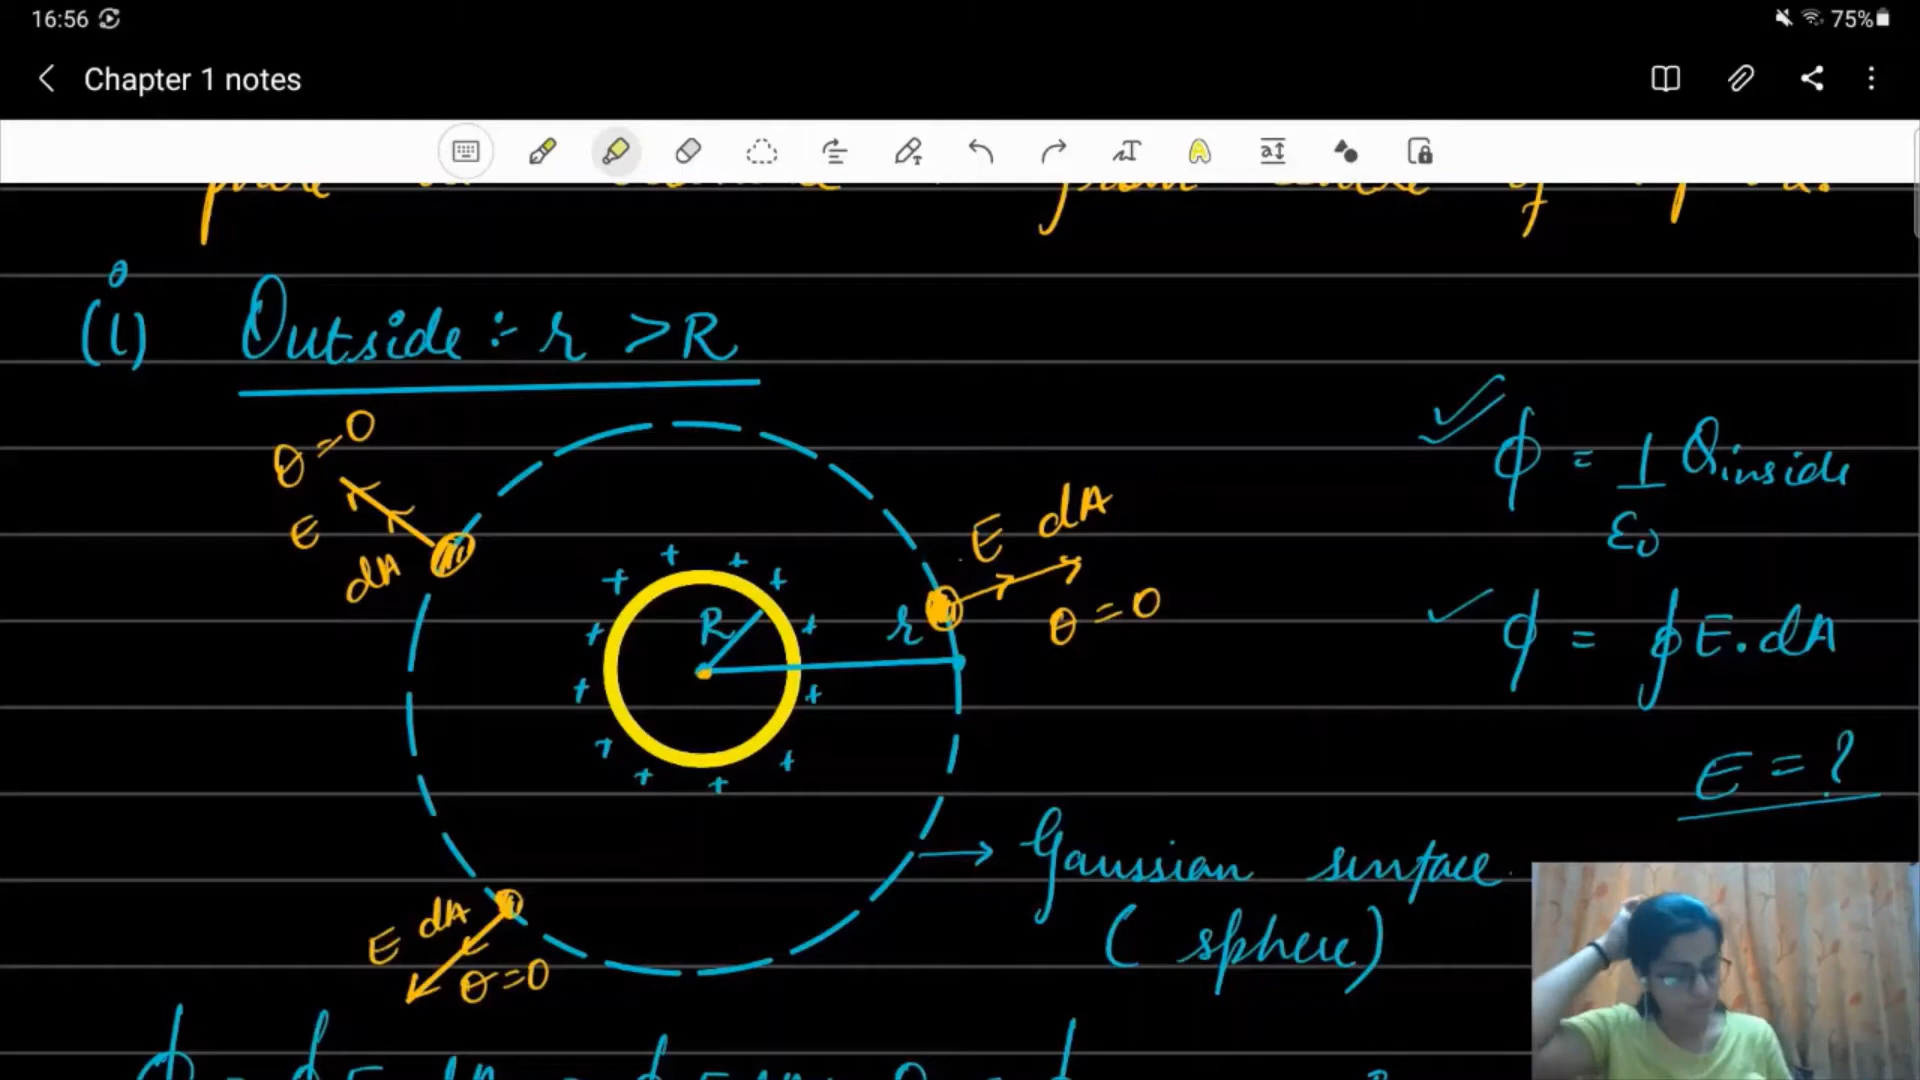 16:56
75%
Chapter 1 notes
(i) Outside :- r > R
θ = 0
E
dA
E dA
θ = 0
R
r
+ + + + + + + + + + + + +
E dA
θ = 0
ϕ = 1/ε0 Qinside
ϕ = ∮E.dA
E = ?
Gaussian surface
(sphere)